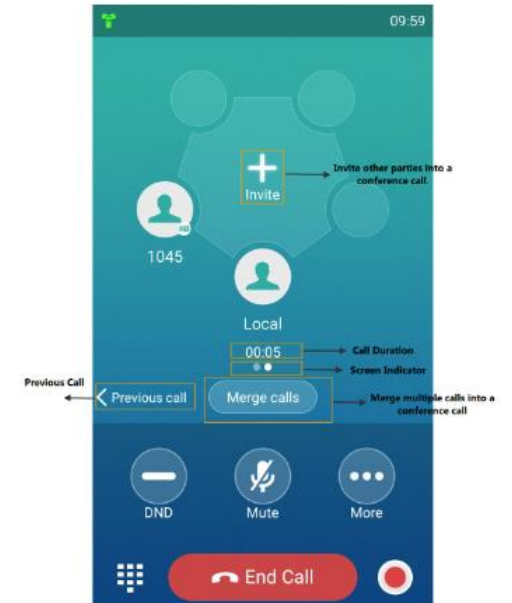 09:59
Invite
Invite other parties into a
conference call.
HD
1045
Local
00:05
Call Duration
Screen Indicator
Previous Call
Previous call
Merge calls
Merge multiple calls into a
conference call
DND
Mute
More
End Call